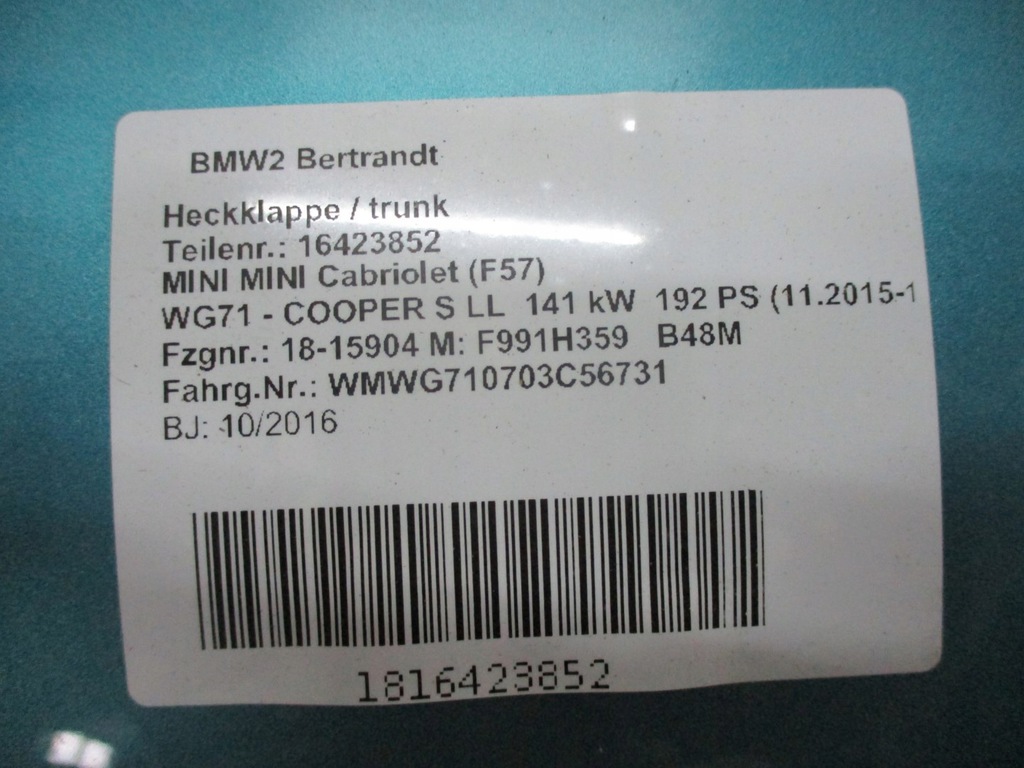 BMW2 Bertrandt
Heckklappe / trunk
Teilenr.: 16423852
MINI MINI Cabriolet (F57)
WG71 - COOPER S LL 141 kW 192 PS (11.2015-1
Fzgnr.: 18-15904 M: F991H359 B48M
Fahrg.Nr.: WMWG710703C56731
BJ: 10/2016
1816423852